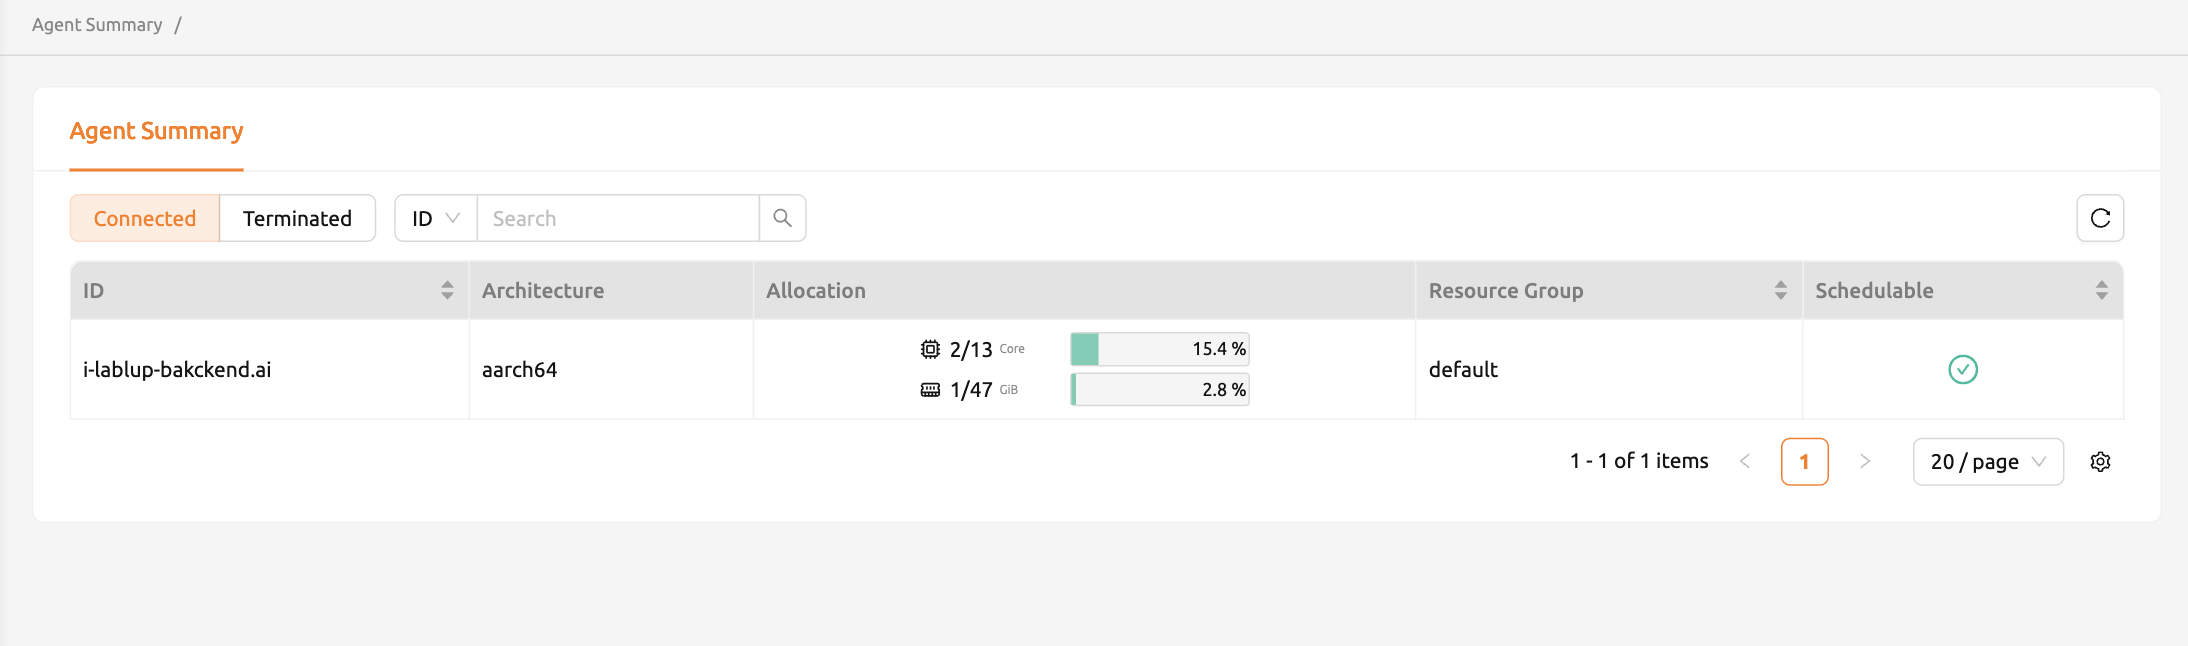 Agent Summary /
Agent Summary
Connected Terminated ID Search
ID Architecture Allocation Resource Group Schedulable
i-lablup-bakckend.ai aarch64 2/13 Core 15.4 % default
1/47 GiB 2.8 %
1 - 1 of 1 items < 1 > 20 / page